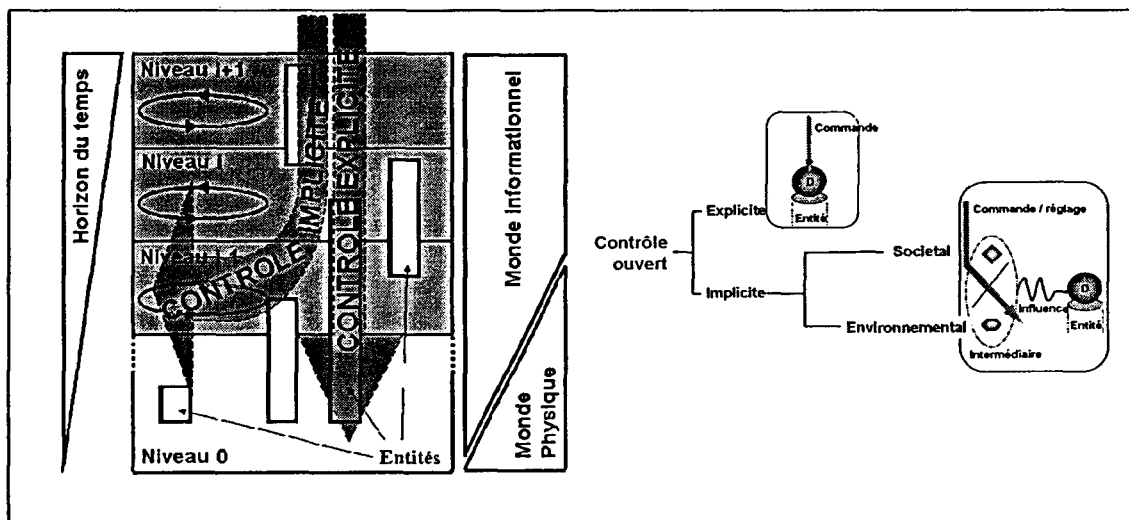 Horizon du temps
Niveau i+1
Niveau i
Niveau i-1
Niveau 0
CONTROLE IMPLICITE
CONTROLE EXPLICITE
Entités
Monde Informationnel
Monde
Physique
Contrôle
ouvert
Explicite
Implicite
Commande
D
Entité
Societal
Environnemental
Commande / réglage
D
Influence
Entité
Intermédiaire